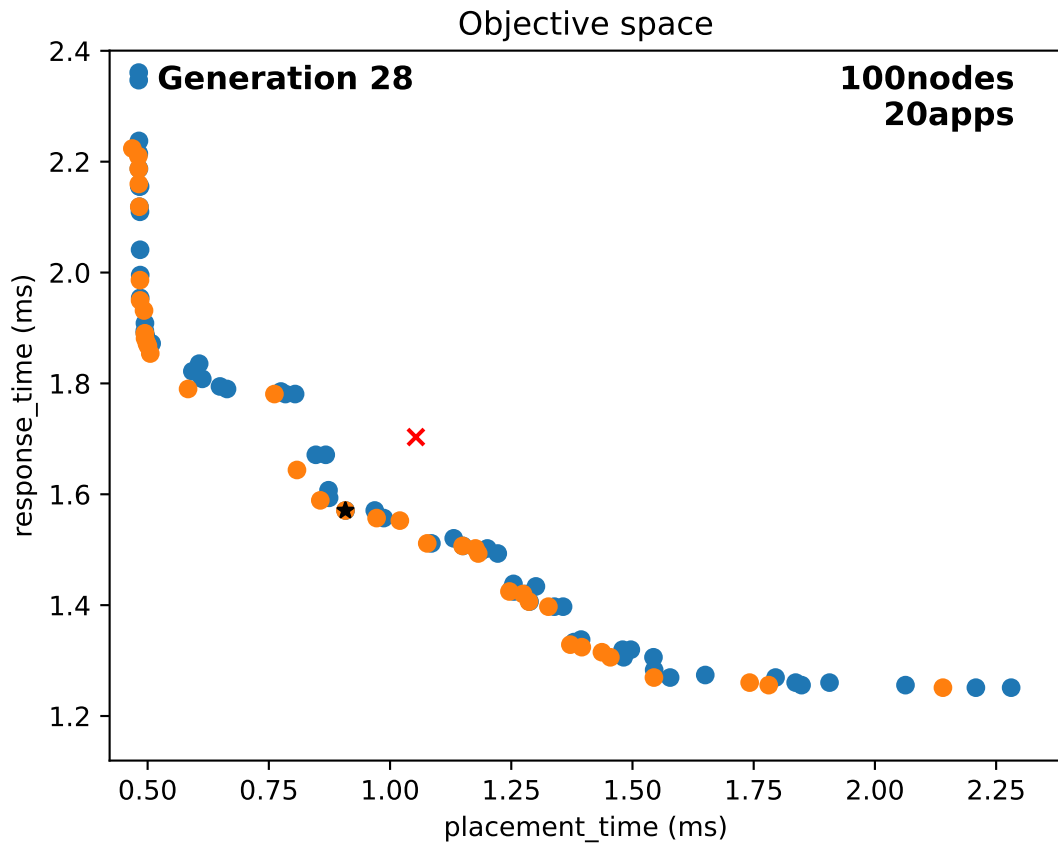 Objective space
Generation 28
100nodes
20apps
response_time (ms)
2.4
2.2
2.0
1.8
1.6
1.4
1.2
0.50 0.75 1.00 1.25 1.50 1.75 2.00 2.25
placement_time (ms)